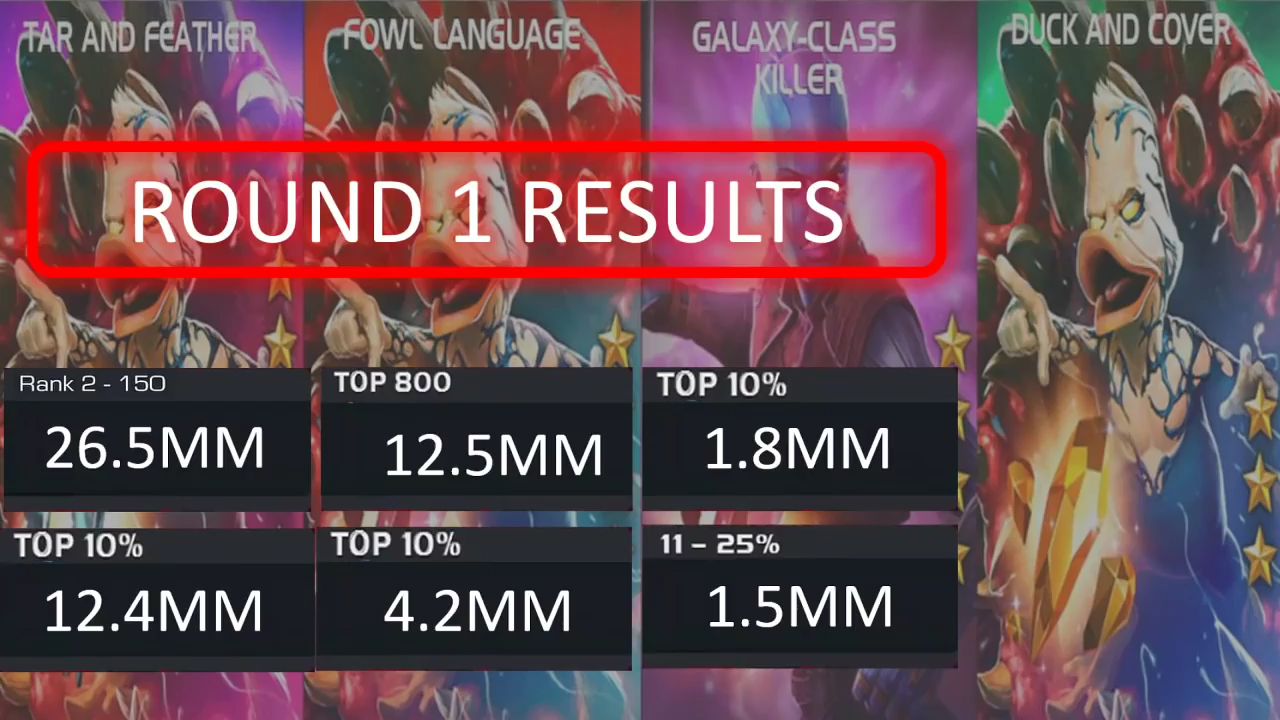 TAR AND FEATHER
FOWL LANGUAGE
GALAXY-CLASS
KILLER
DUCK AND COVER
ROUND 1 RESULTS
Rank 2 - 150
TOP 800
TOP 10%
26.5MM
12.5MM
1.8MM
TOP 10%
TOP 10%
11 – 25%
12.4MM
4.2MM
1.5MM